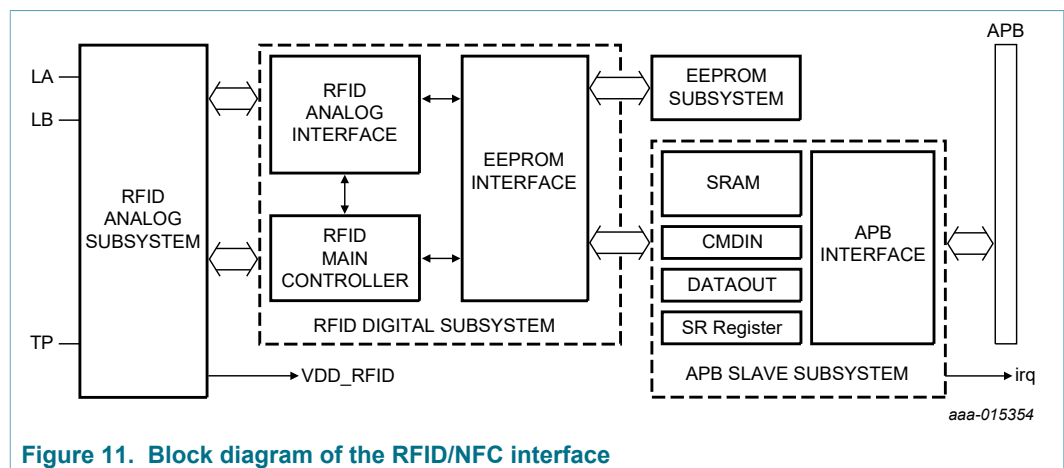 APB
LA
LB
TP
RFID
ANALOG
SUBSYSTEM
RFID
ANALOG
INTERFACE
RFID
MAIN
CONTROLLER
EEPROM
INTERFACE
RFID DIGITAL SUBSYSTEM
VDD_RFID
EEPROM
SUBSYSTEM
SRAM
CMDIN
DATAOUT
SR Register
APB
INTERFACE
APB SLAVE SUBSYSTEM
irq
aaa-015354
Figure 11. Block diagram of the RFID/NFC interface